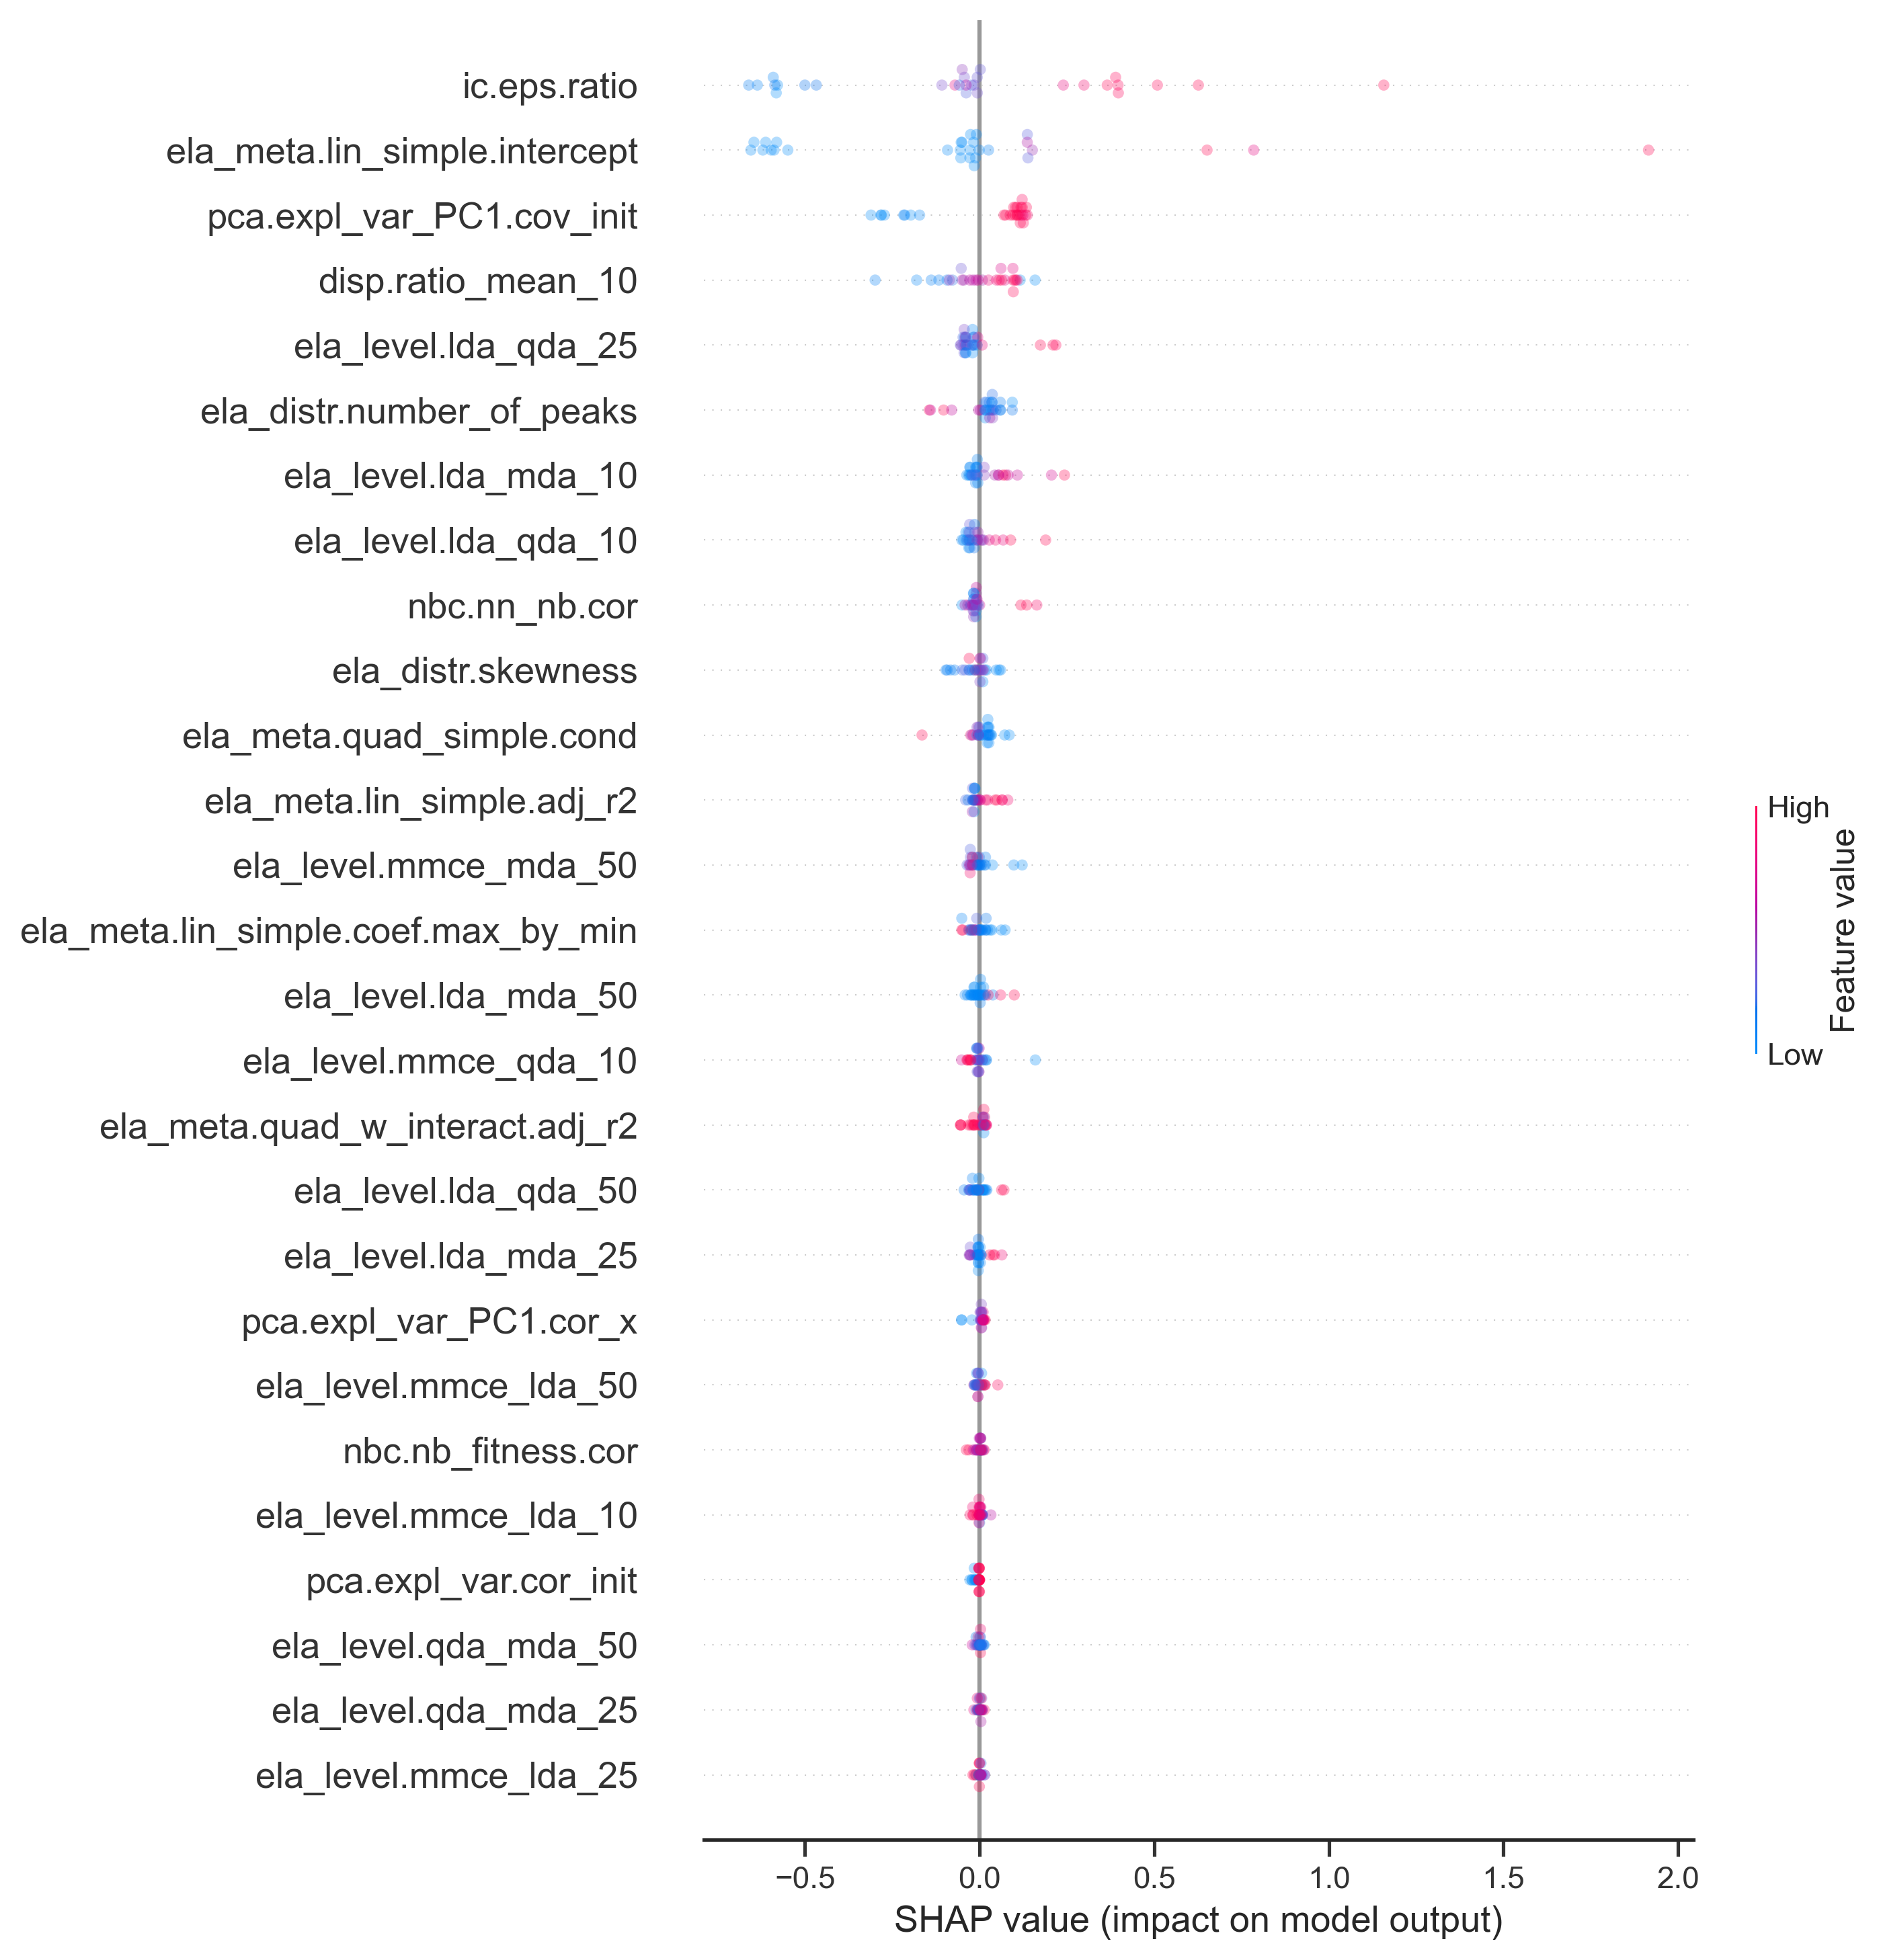 ic.eps.ratio
ela_meta.lin_simple.intercept
pca.expl_var_PC1.cov_init
disp.ratio_mean_10
ela_level.lda_qda_25
ela_distr.number_of_peaks
ela_level.lda_mda_10
ela_level.lda_qda_10
nbc.nn_nb.cor
ela_distr.skewness
ela_meta.quad_simple.cond
ela_meta.lin_simple.adj_r2
ela_level.mmce_mda_50
ela_meta.lin_simple.coef.max_by_min
ela_level.lda_mda_50
ela_level.mmce_qda_10
ela_meta.quad_w_interact.adj_r2
ela_level.lda_qda_50
ela_level.lda_mda_25
pca.expl_var_PC1.cor_x
ela_level.mmce_lda_50
nbc.nb_fitness.cor
ela_level.mmce_lda_10
pca.expl_var.cor_init
ela_level.qda_mda_50
ela_level.qda_mda_25
ela_level.mmce_lda_25
−0.5 0.0 0.5 1.0 1.5 2.0
SHAP value (impact on model output)
High
Feature value
Low